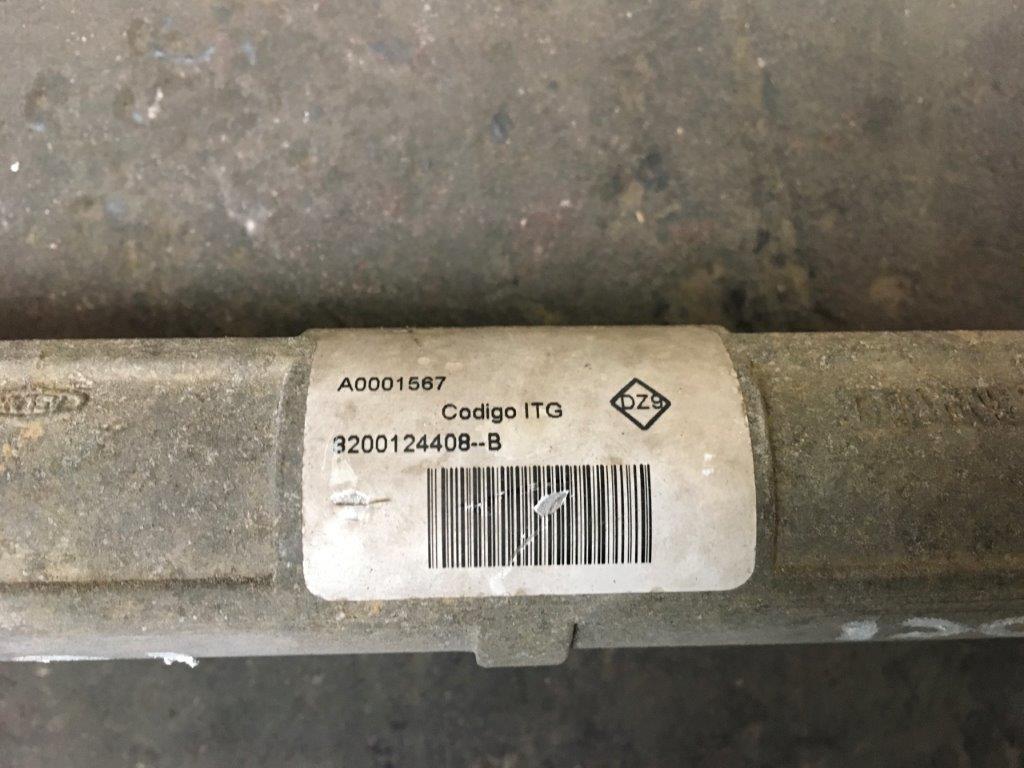 A0001567
Codigo ITG
DZ9
8200124408--B